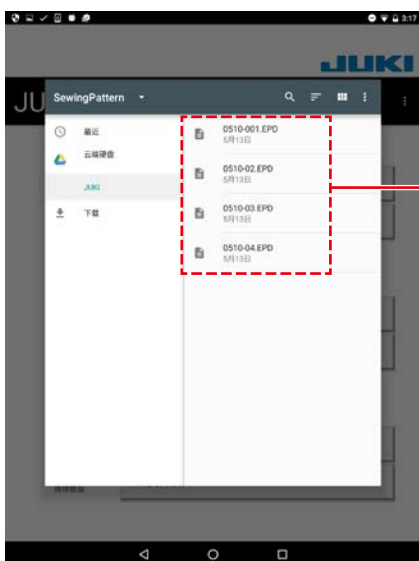 3:17
JUKI
JU
SewingPattern
最近
云端硬盘
JUKI
下载
0510-001.EPD
5月13日
0510-02.EPD
5月13日
0510-03.EPD
5月13日
0510-04.EPD
5月13日